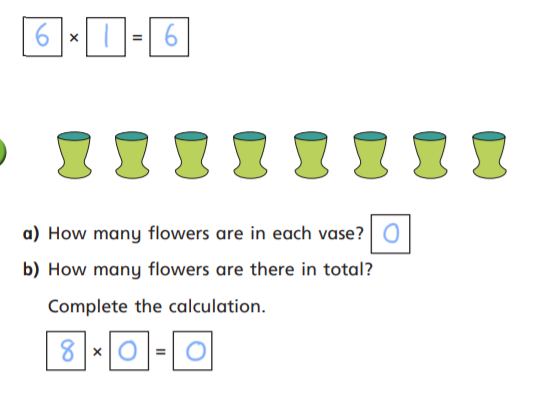 6 × 1 = 6
a) How many flowers are in each vase? 0
b) How many flowers are there in total?
Complete the calculation.
8 × 0 = 0